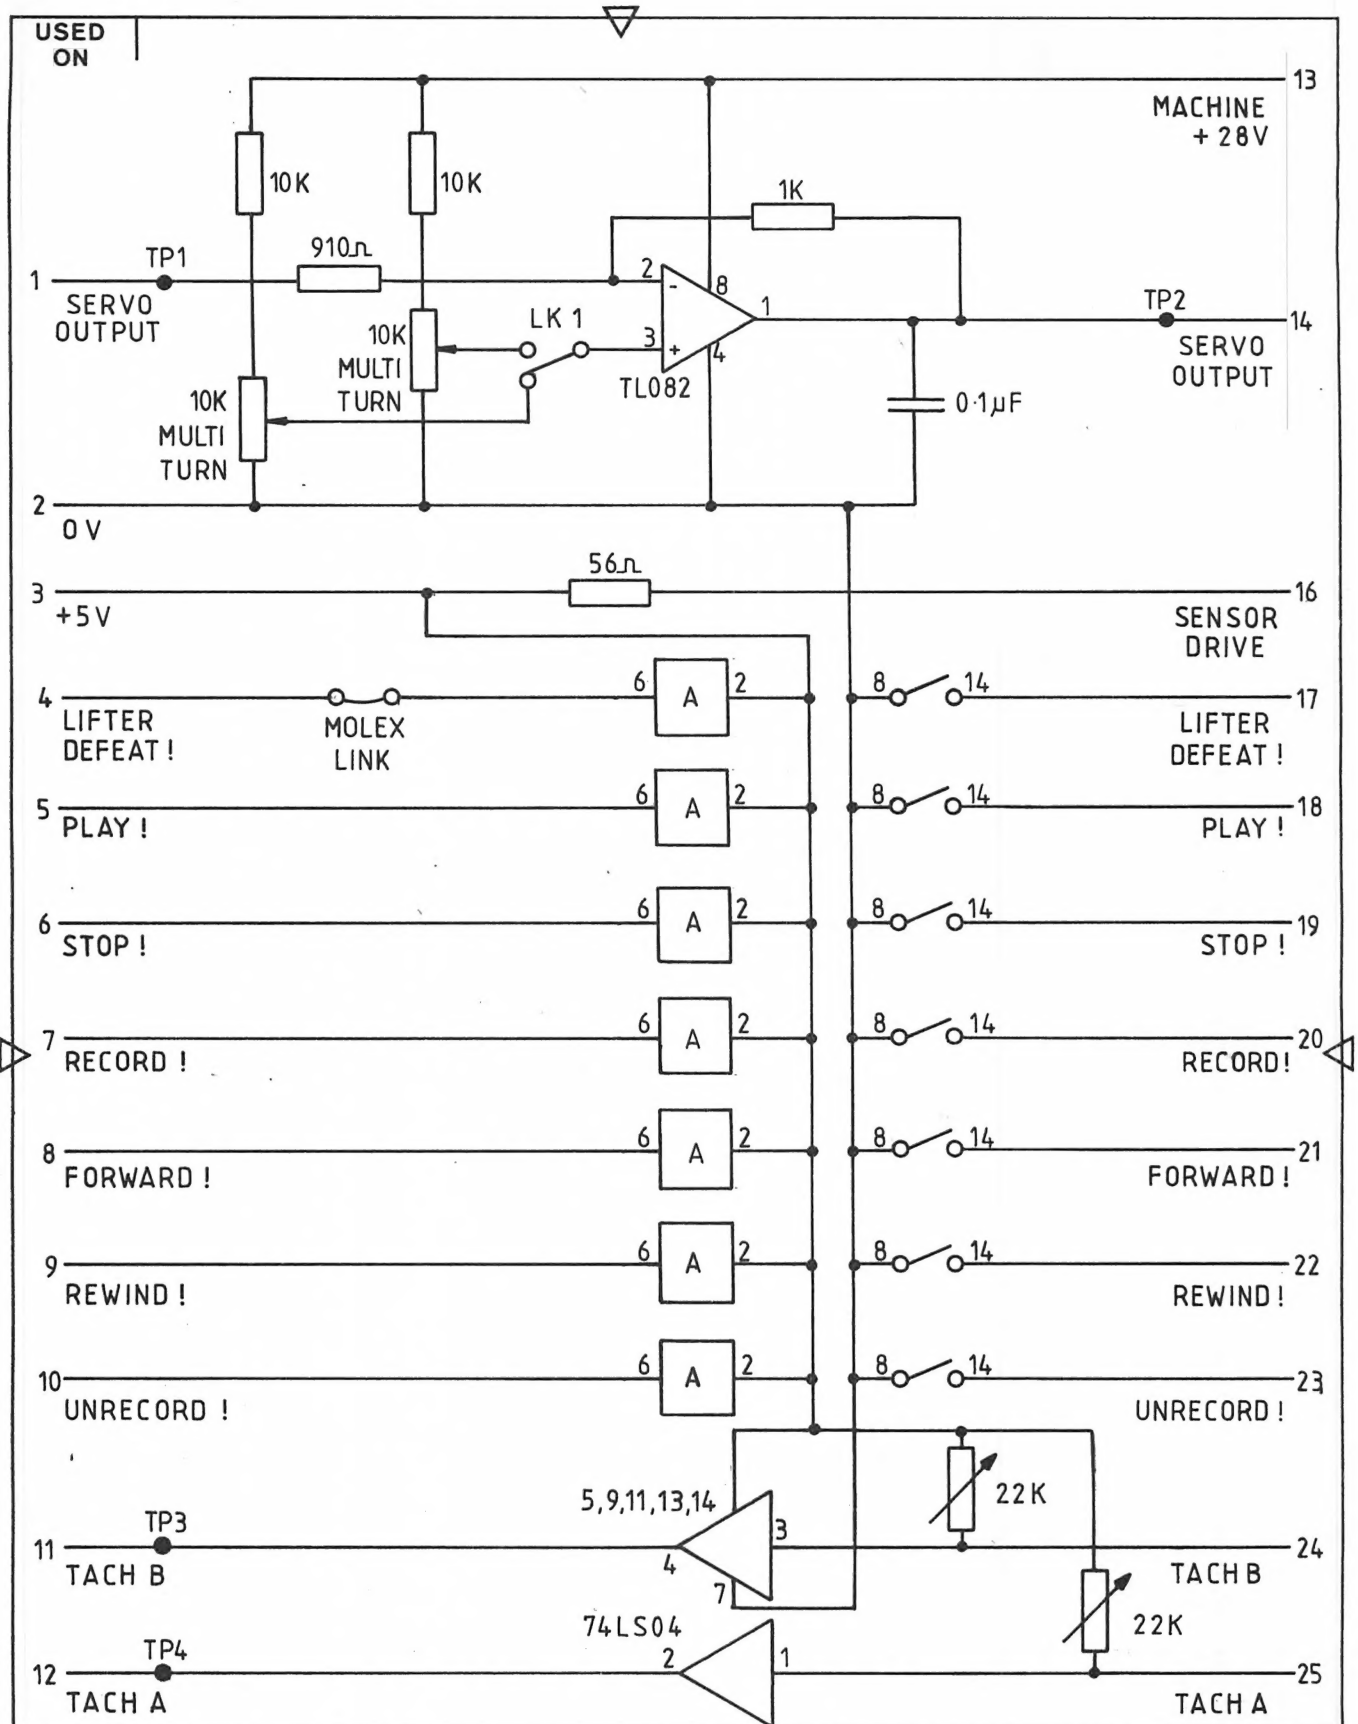 USED
ON
13
MACHINE
+ 28V
10K
10K
1K
910Ω
TP1
1
SERVO
OUTPUT
2
-
8
1
LK 1
3
+
4
TL082
TP2
14
SERVO
OUTPUT
10K
MULTI
TURN
10K
MULTI
TURN
0·1µF
2
0V
56Ω
3
+5V
16
SENSOR
DRIVE
4
LIFTER
DEFEAT !
MOLEX
LINK
6
A
2
8
14
17
LIFTER
DEFEAT !
5
PLAY !
6
A
2
8
14
18
PLAY !
6
STOP !
6
A
2
8
14
19
STOP !
7
RECORD !
6
A
2
8
14
20
RECORD!
8
FORWARD !
6
A
2
8
14
21
FORWARD !
9
REWIND !
6
A
2
8
14
22
REWIND !
10
UNRECORD !
6
A
2
8
14
23
UNRECORD !
5,9,11,13,14
22K
TP3
11
TACH B
4
3
7
24
TACH B
74LS04
22K
TP4
12
TACH A
2
1
25
TACH A